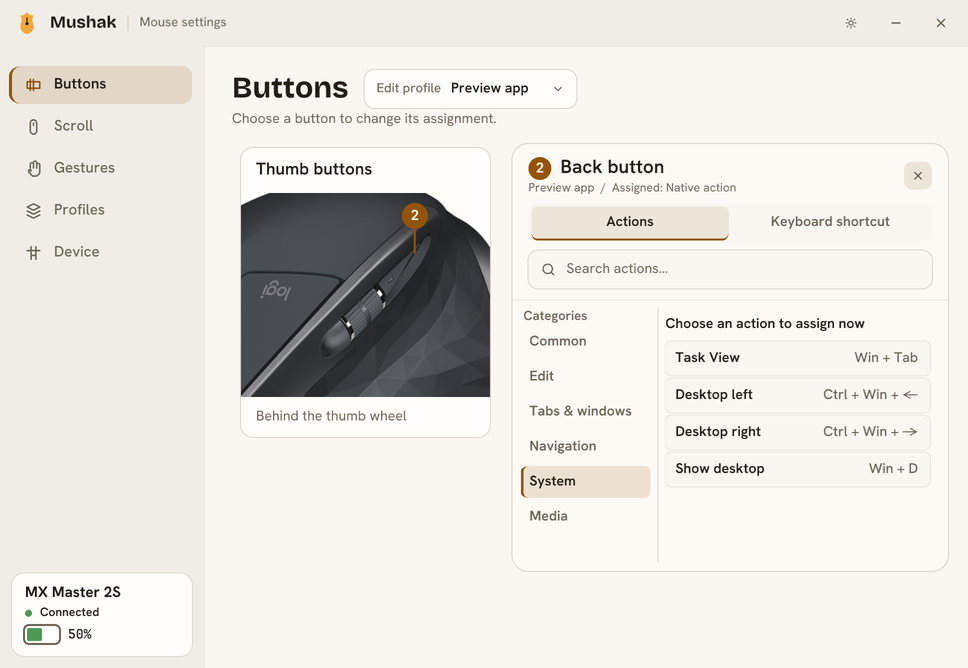 Mushak | Mouse settings
Buttons
Scroll
Gestures
Profiles
Device
MX Master 2S
Connected
50%
Buttons
Edit profile Preview app
Choose a button to change its assignment.
Thumb buttons
2
logi
Behind the thumb wheel
2 Back button
Preview app / Assigned: Native action
Actions
Keyboard shortcut
Search actions...
Categories
Common
Edit
Tabs & windows
Navigation
System
Media
Choose an action to assign now
Task View Win + Tab
Desktop left Ctrl + Win + ←
Desktop right Ctrl + Win + →
Show desktop Win + D